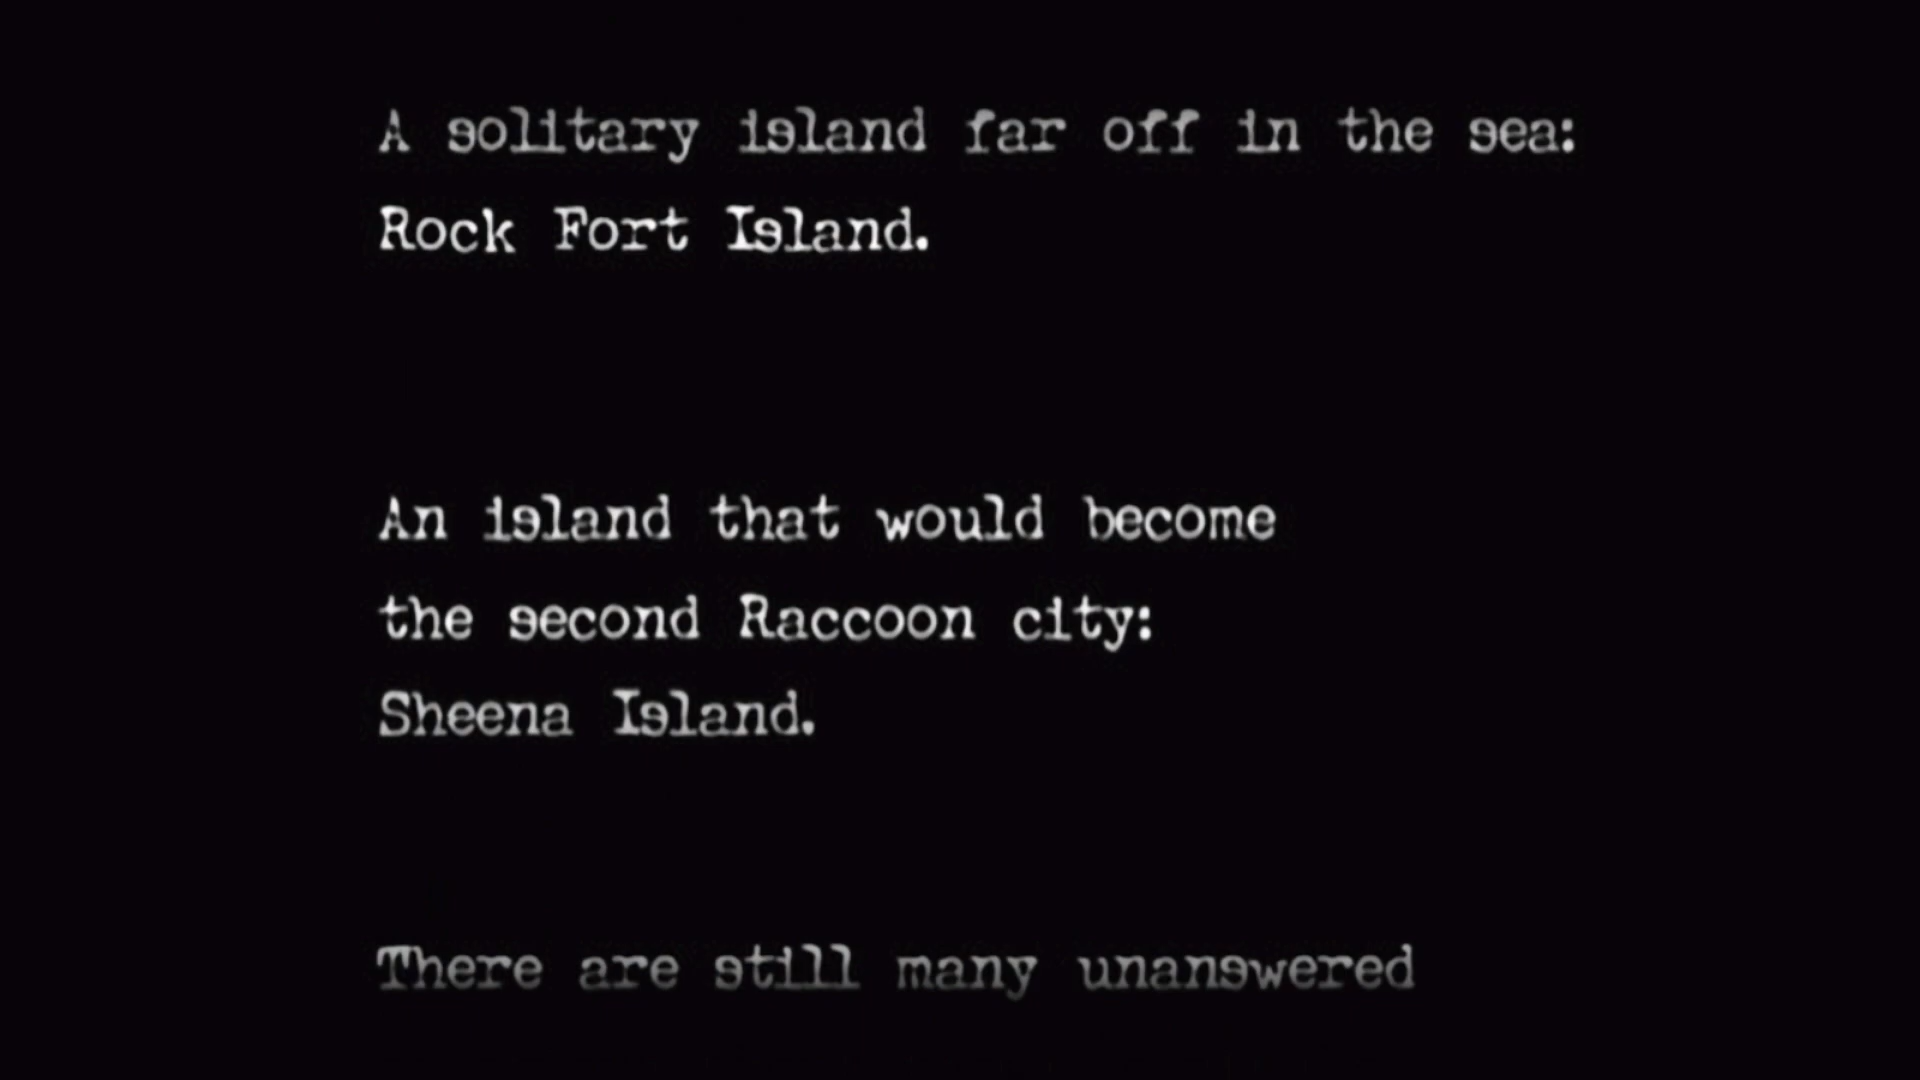 A solitary island far off in the sea:
Rock Fort Island.
An island that would become
the second Raccoon city:
Sheena Island.
There are still many unanswered